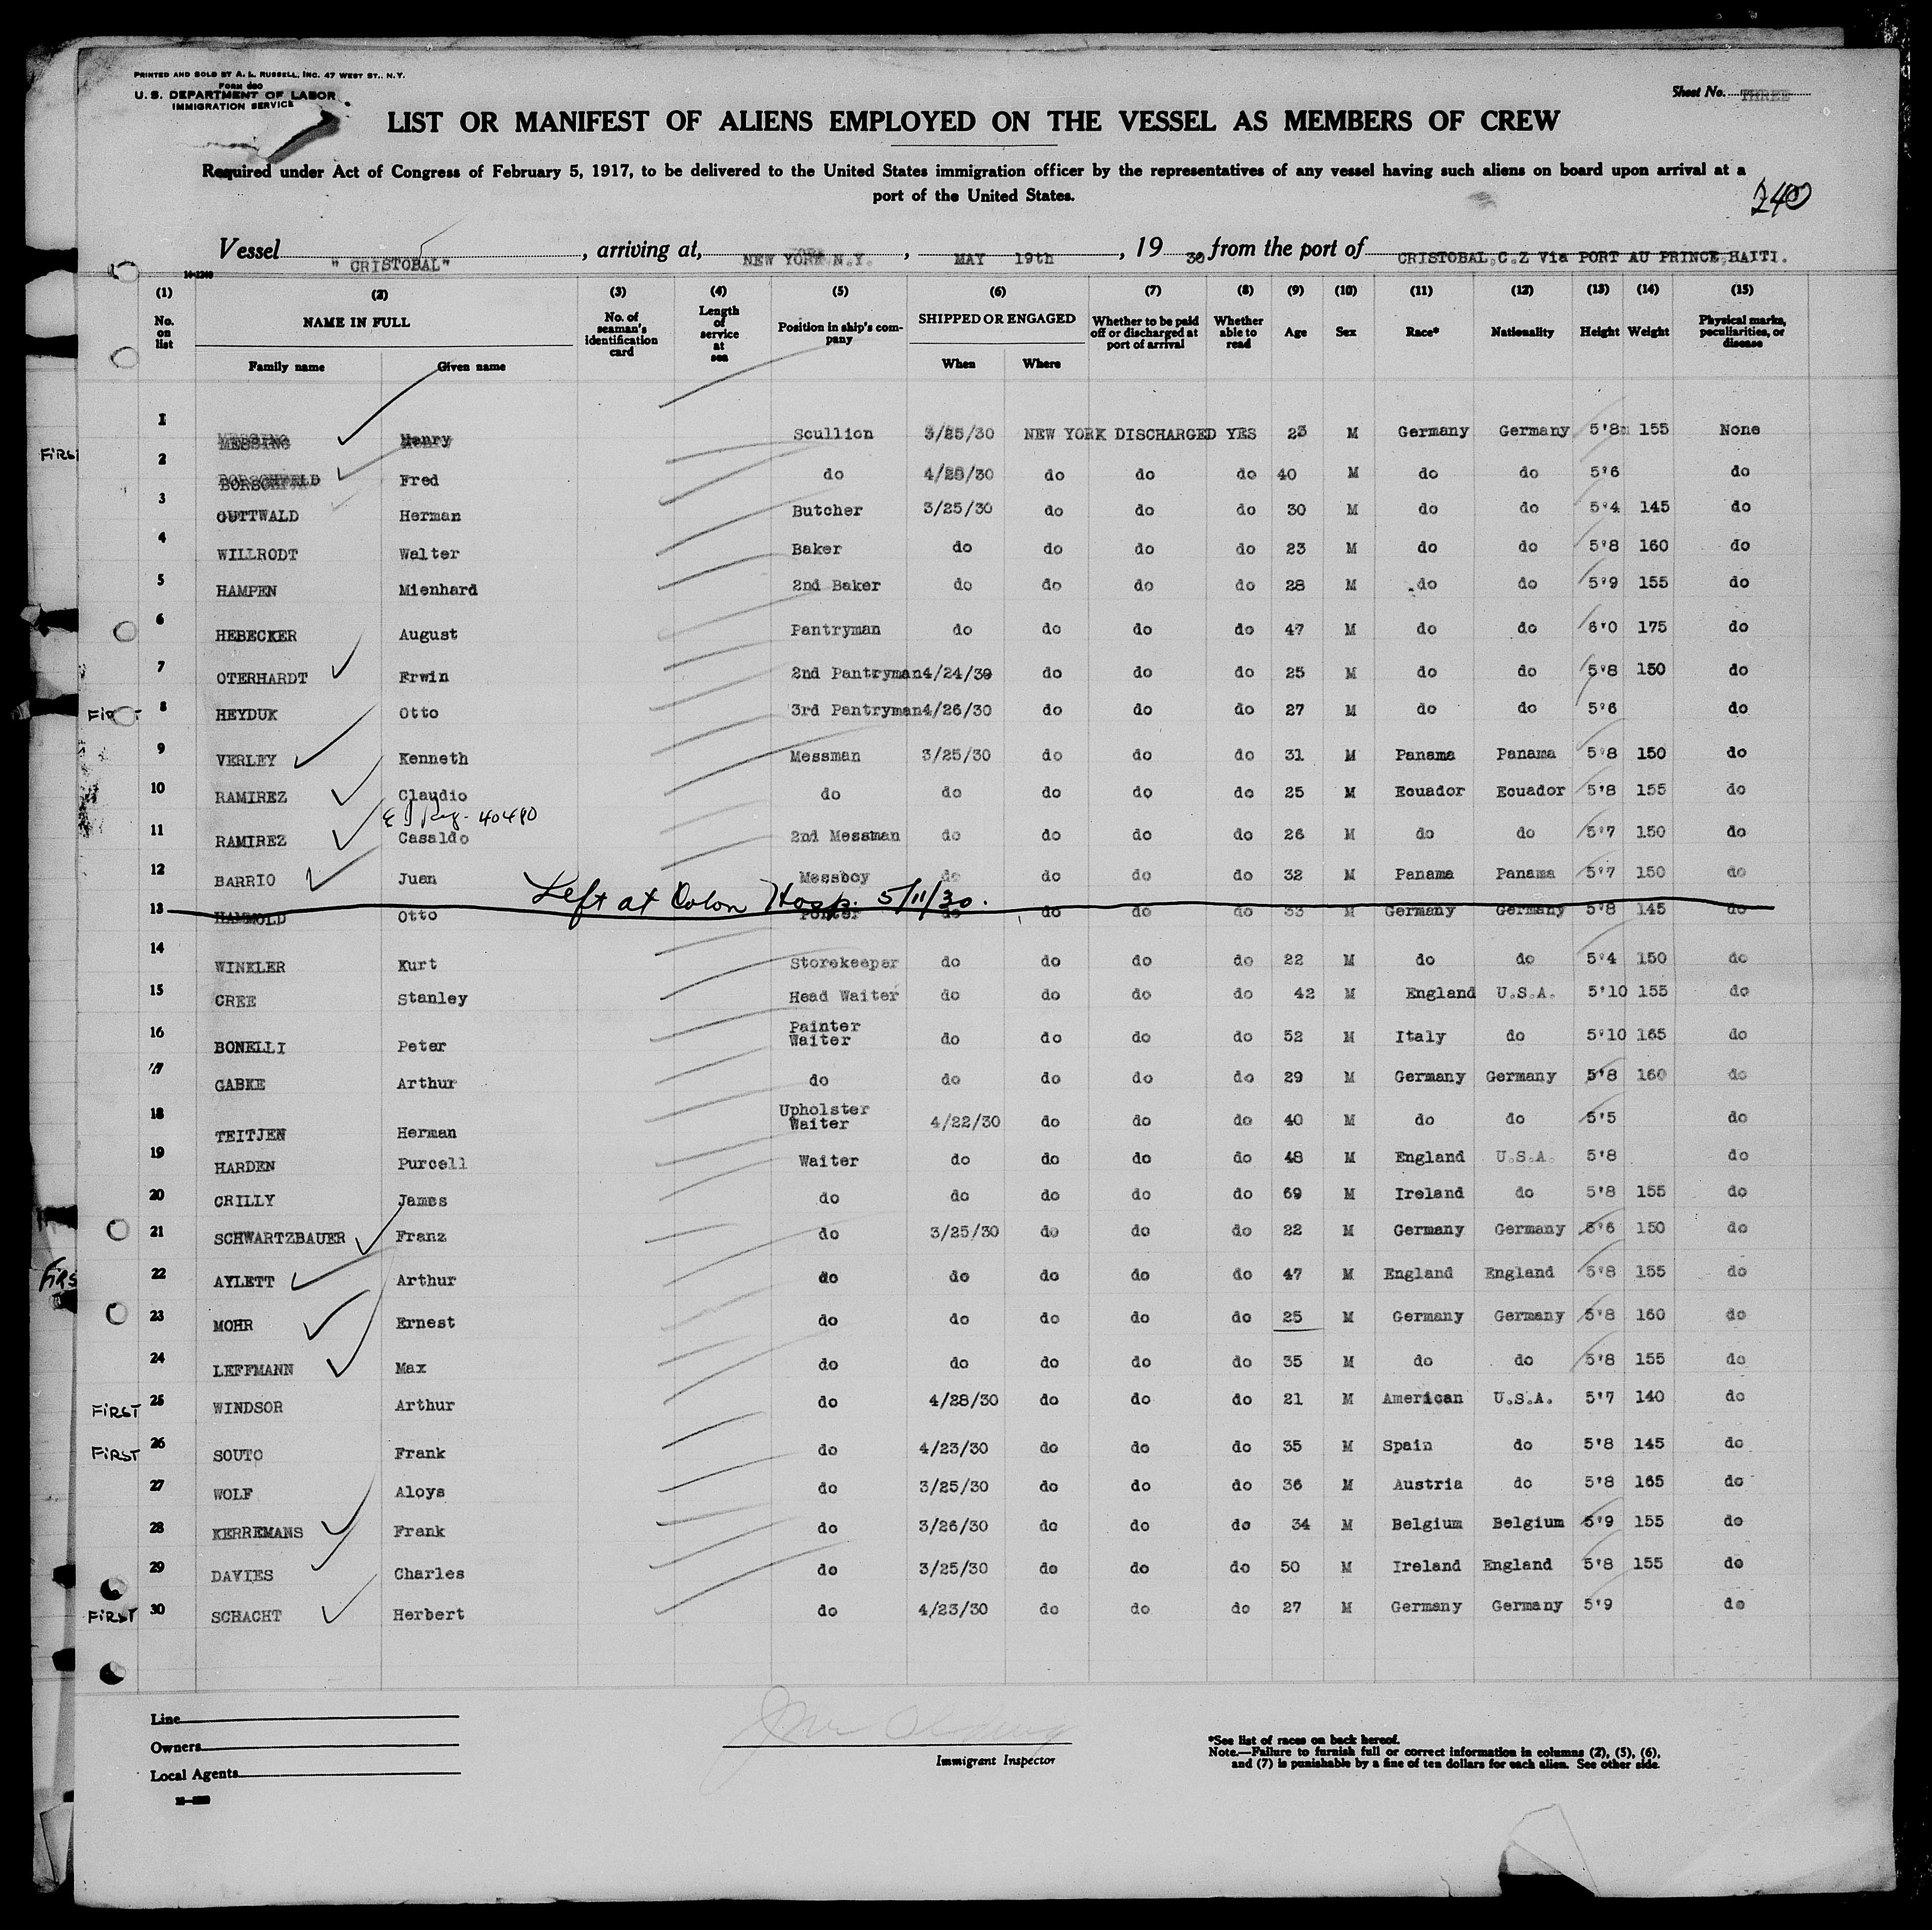 PRINTED AND SOLD BY A. L. RUSSELL, INC. 47 WEST ST., N. Y.
FORM 680
U. S. DEPARTMENT OF LABOR
IMMIGRATION SERVICE
Sheet No. THREE
LIST OR MANIFEST OF ALIENS EMPLOYED ON THE VESSEL AS MEMBERS OF CREW
Required under Act of Congress of February 5, 1917, to be delivered to the United States immigration officer by the representatives of any vessel having such aliens on board upon arrival at a
port of the United States.
240
Vessel " CRISTOBAL" , arriving at, NEW YORK N.Y. , MAY 19th , 19 30 from the port of CRISTOBAL,C.Z Via PORT AU PRINCE,HAITI.
(1) (2) (3) (4) (5) (6) (7) (8) (9) (10) (11) (12) (13) (14) (15)
No. on list NAME IN FULL Family name Given name No. of seaman's identification card Length of service at sea Position in ship's company SHIPPED OR ENGAGED When Where Whether to be paid off or discharged at port of arrival Whether able to read Age Sex Race* Nationality Height Weight Physical marks, peculiarities, or disease
FIRST 1 MESSING Henry Scullion 3/25/30 NEW YORK DISCHARGED YES 23 M Germany Germany 5'8 155 None
2 Fred do 4/28/30 do do do 40 M do do 5'6 do
3 GUTTWALD Herman Butcher 3/25/30 do do do 30 M do do 5'4 145 do
4 WILLRODT Walter Baker do do do do 23 M do do 5'8 160 do
5 HAMPEN Mienhard 2nd Baker do do do do 28 M do do 5'9 155 do
6 HEBECKER August Pantryman do do do do 47 M do do 6'0 175 do
7 OTERHARDT Erwin 2nd Pantryman 4/24/30 do do do 25 M do do 5'8 150 do
FIRST 8 HEYDUK Otto 3rd Pantryman 4/26/30 do do do 27 M do do 5'6 do
9 VERLEY Kenneth Messman 3/25/30 do do do 31 M Panama Panama 5'8 150 do
10 RAMIREZ Claudio do do do do do 25 M Ecuador Ecuador 5'8 155 do
40480
11 RAMIREZ Casaldo 2nd Messman do do do do 26 M do do 5'7 150 do
12 BARRIO Juan Messboy do do do do 32 M Panama Panama 5'7 150 do
Left at Colon Hosp. 5/11/30.
13 HAMMOLD Otto Porter do do do do 33 M Germany Germany 5'8 145 do
14 WINKLER Kurt Storekeeper do do do do 22 M do do 5'4 150 do
15 CREE Stanley Head Waiter do do do do 42 M England U.S.A. 5'10 155 do
16 BONELLI Peter Painter Waiter do do do do 52 M Italy do 5'10 165 do
17 GABKE Arthur do do do do do 29 M Germany Germany 5'8 160 do
18 TEITJEN Herman Upholster Waiter 4/22/30 do do do 40 M do do 5'5 do
19 HARDEN Purcell Waiter do do do do 48 M England U.S.A. 5'8 do
20 CRILLY James do do do do do 69 M Ireland do 5'8 155 do
21 SCHWARTZBAUER Franz do 3/25/30 do do do 22 M Germany Germany 5'6 150 do
FIRS 22 AYLETT Arthur do do do do do 47 M England England 5'8 155 do
23 MOHR Ernest do do do do do 25 M Germany Germany 5'8 160 do
24 LEFFMANN Max do do do do do 35 M do do 5'8 155 do
FIRST 25 WINDSOR Arthur do 4/28/30 do do do 21 M American U.S.A. 5'7 140 do
FIRST 26 SOUTO Frank do 4/23/30 do do do 35 M Spain do 5'8 145 do
27 WOLF Aloys do 3/25/30 do do do 36 M Austria do 5'8 165 do
28 KERREMANS Frank do 3/26/30 do do do 34 M Belgium Belgium 5'9 155 do
29 DAVIES Charles do 3/25/30 do do do 50 M Ireland England 5'8 155 do
FIRST 30 SCHACHT Herbert do 4/23/30 do do do 27 M Germany Germany 5'9 do
Line
Owners
Local Agents
Immigrant Inspector
*See list of races on back hereof.
Note.—Failure to furnish full or correct information in columns (2), (5), (6),
and (7) is punishable by a fine of ten dollars for each alien. See other side.